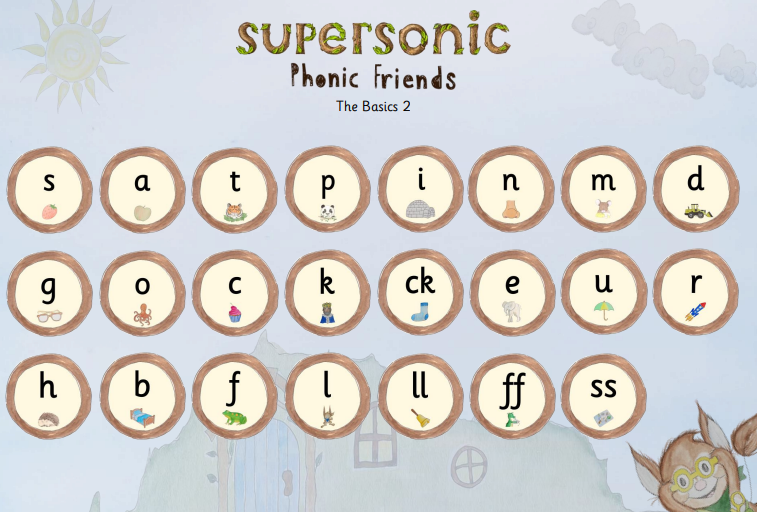 supersonic
Phonic Friends
The Basics 2
s a t p i n m d
g o c k ck e u r
h b f l ll ff ss